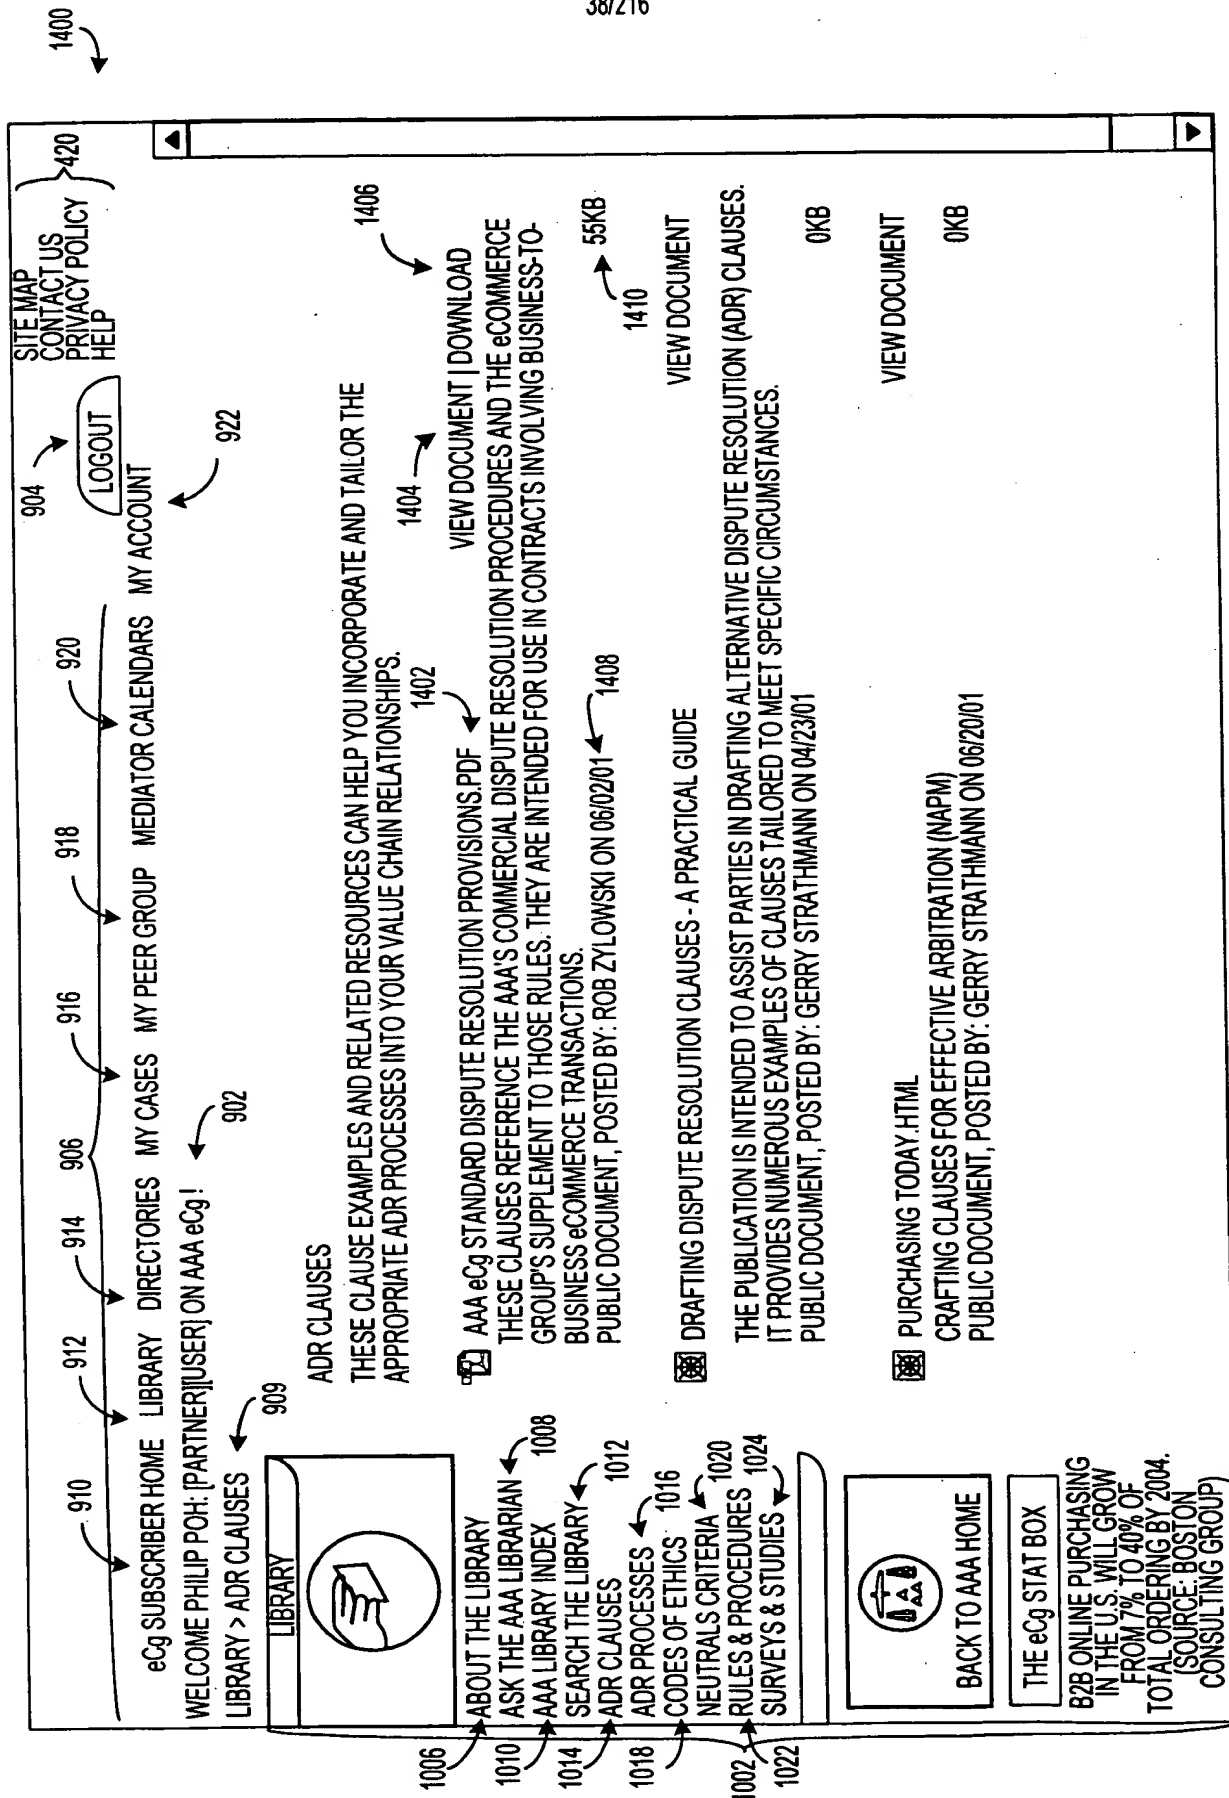 38/216
1400
SITE MAP
CONTACT US
PRIVACY POLICY
HELP
420
904
LOGOUT
906
910
912
914
916
918
920
922
eCg SUBSCRIBER HOME LIBRARY DIRECTORIES MY CASES MY PEER GROUP MEDIATOR CALENDARS MY ACCOUNT
WELCOME PHILIP POH: [PARTNER][USER] ON AAA eCg !
902
LIBRARY > ADR CLAUSES
909
LIBRARY
1006
ABOUT THE LIBRARY
ASK THE AAA LIBRARIAN
1008
1010
AAA LIBRARY INDEX
SEARCH THE LIBRARY
1012
1014
ADR CLAUSES
ADR PROCESSES
1016
1018
CODES OF ETHICS
NEUTRALS CRITERIA
1020
1002
1022
RULES & PROCEDURES
SURVEYS & STUDIES
1024
AAA
BACK TO AAA HOME
THE eCg STAT BOX
B2B ONLINE PURCHASING
IN THE U.S. WILL GROW
FROM 7% TO 40% OF
TOTAL ORDERING BY 2004.
(SOURCE: BOSTON
CONSULTING GROUP)
ADR CLAUSES
THESE CLAUSE EXAMPLES AND RELATED RESOURCES CAN HELP YOU INCORPORATE AND TAILOR THE
APPROPRIATE ADR PROCESSES INTO YOUR VALUE CHAIN RELATIONSHIPS.
1402
1404
1406
AAA eCg STANDARD DISPUTE RESOLUTION PROVISIONS.PDF VIEW DOCUMENT | DOWNLOAD
THESE CLAUSES REFERENCE THE AAA'S COMMERCIAL DISPUTE RESOLUTION PROCEDURES AND THE eCOMMERCE
GROUP'S SUPPLEMENT TO THOSE RULES. THEY ARE INTENDED FOR USE IN CONTRACTS INVOLVING BUSINESS-TO-
BUSINESS eCOMMERCE TRANSACTIONS.
PUBLIC DOCUMENT, POSTED BY: ROB ZYLOWSKI ON 06/02/01 55KB
1408
1410
DRAFTING DISPUTE RESOLUTION CLAUSES - A PRACTICAL GUIDE VIEW DOCUMENT
THE PUBLICATION IS INTENDED TO ASSIST PARTIES IN DRAFTING ALTERNATIVE DISPUTE RESOLUTION (ADR) CLAUSES.
IT PROVIDES NUMEROUS EXAMPLES OF CLAUSES TAILORED TO MEET SPECIFIC CIRCUMSTANCES.
PUBLIC DOCUMENT, POSTED BY: GERRY STRATHMANN ON 04/23/01 0KB
PURCHASING TODAY.HTML VIEW DOCUMENT
CRAFTING CLAUSES FOR EFFECTIVE ARBITRATION (NAPM)
PUBLIC DOCUMENT, POSTED BY: GERRY STRATHMANN ON 06/20/01 0KB